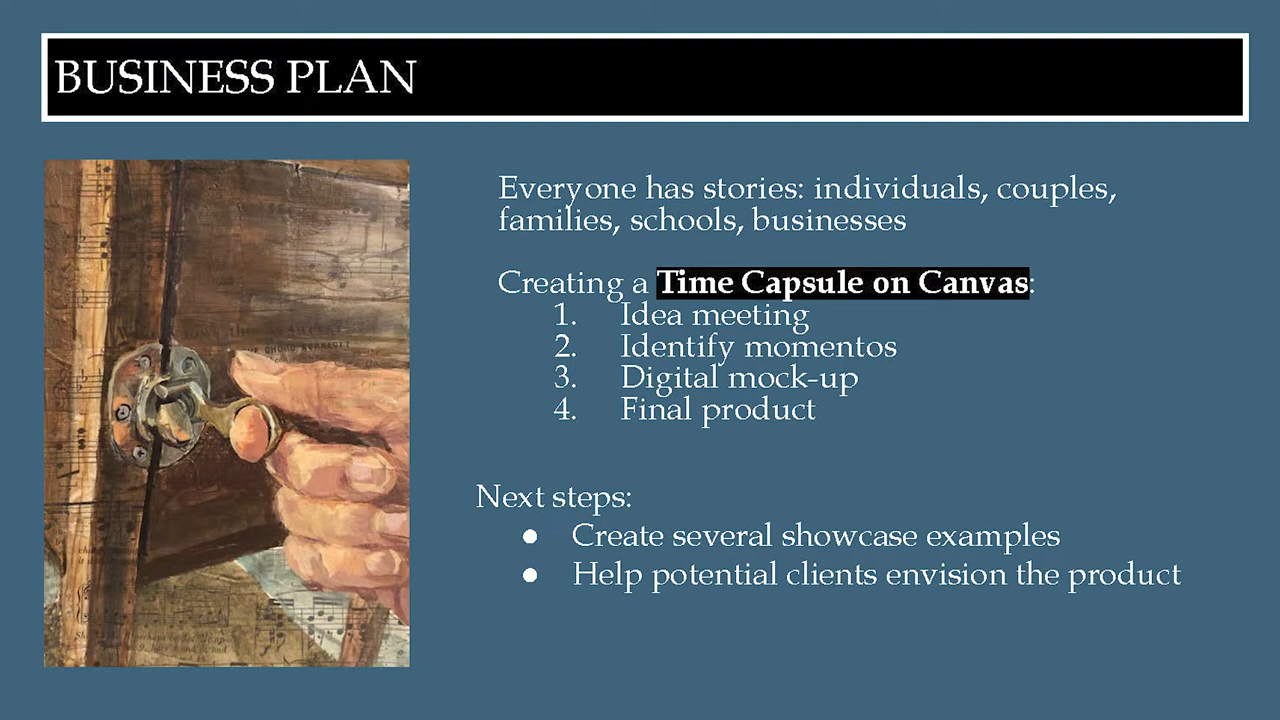 BUSINESS PLAN
Everyone has stories: individuals, couples,
families, schools, businesses
Creating a Time Capsule on Canvas:
1. Idea meeting
2. Identify momentos
3. Digital mock-up
4. Final product
Next steps:
● Create several showcase examples
● Help potential clients envision the product